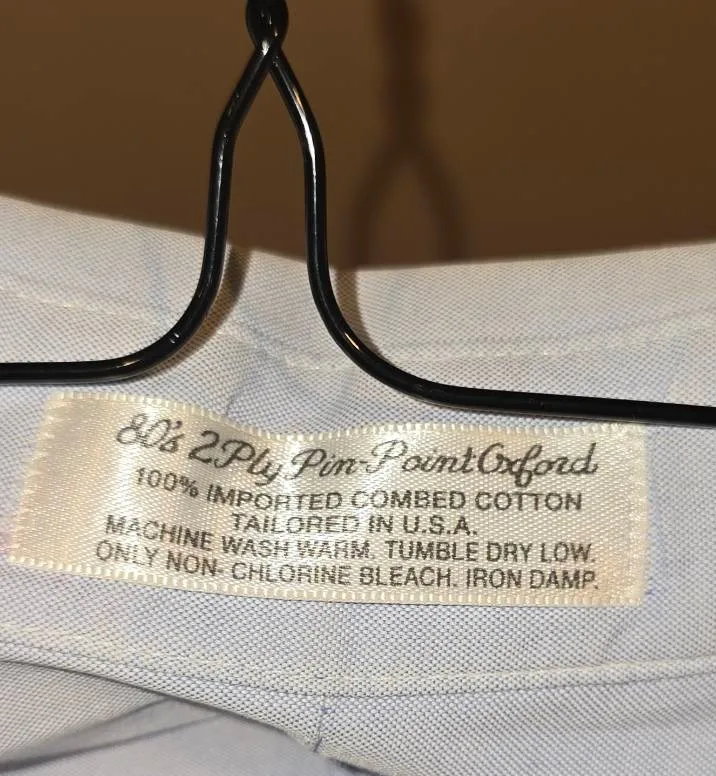 80's 2Ply Pin-Point Oxford
100% IMPORTED COMBED COTTON
TAILORED IN U.S.A.
MACHINE WASH WARM. TUMBLE DRY LOW.
ONLY NON- CHLORINE BLEACH. IRON DAMP.